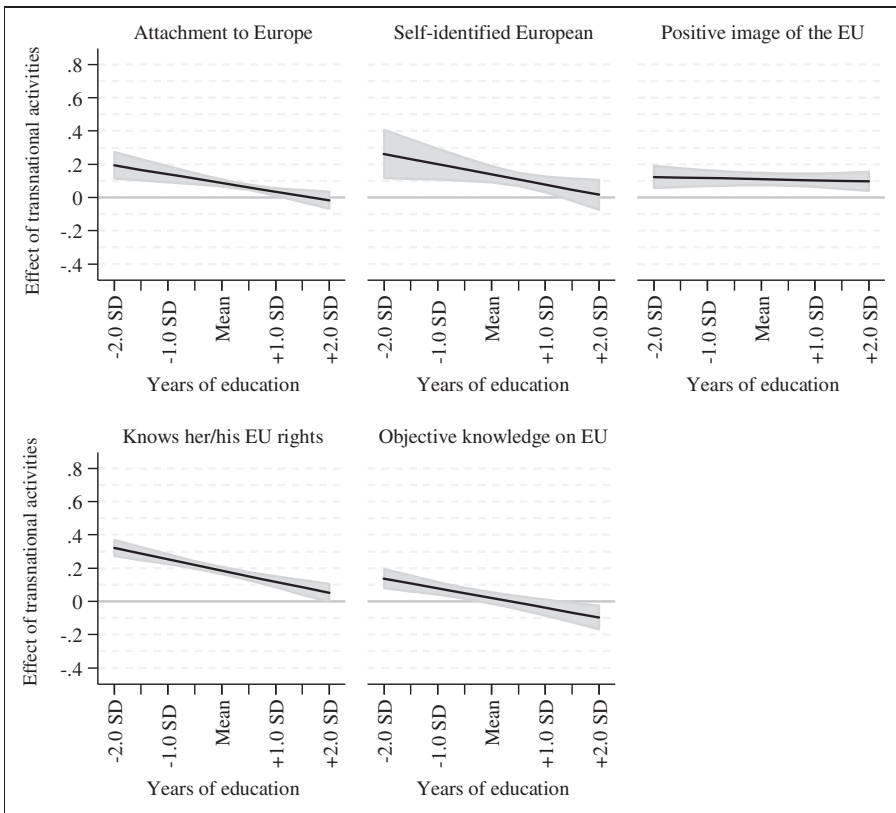 Attachment to Europe
Self-identified European
Positive image of the EU
Effect of transnational activities
.8
.6
.4
.2
0
-.2
-.4
-2.0 SD
-1.0 SD
Mean
+1.0 SD
+2.0 SD
-2.0 SD
-1.0 SD
Mean
+1.0 SD
+2.0 SD
-2.0 SD
-1.0 SD
Mean
+1.0 SD
+2.0 SD
Years of education
Years of education
Years of education
Knows her/his EU rights
Objective knowledge on EU
Effect of transnational activities
.8
.6
.4
.2
0
-.2
-.4
-2.0 SD
-1.0 SD
Mean
+1.0 SD
+2.0 SD
-2.0 SD
-1.0 SD
Mean
+1.0 SD
+2.0 SD
Years of education
Years of education